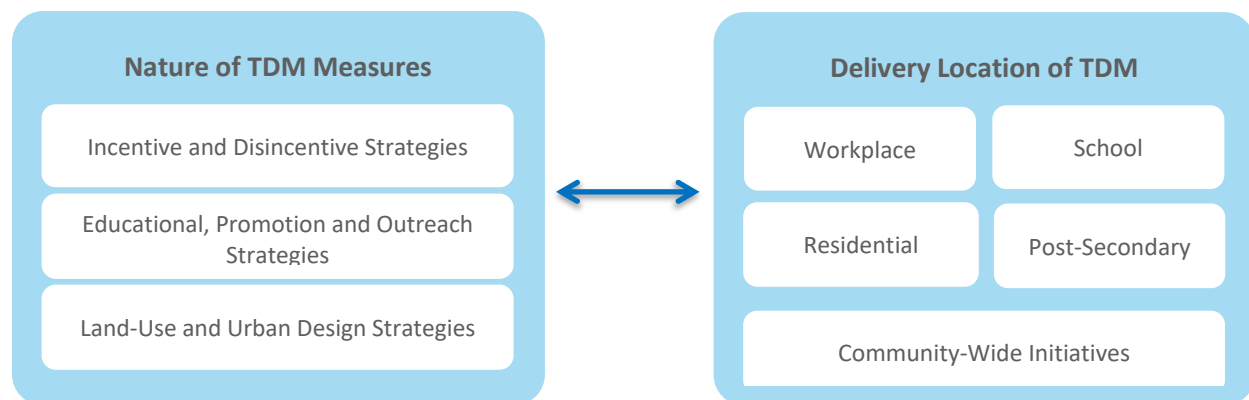 Nature of TDM Measures
Incentive and Disincentive Strategies
Educational, Promotion and Outreach
Strategies
Land-Use and Urban Design Strategies
Delivery Location of TDM
Workplace
School
Residential
Post-Secondary
Community-Wide Initiatives